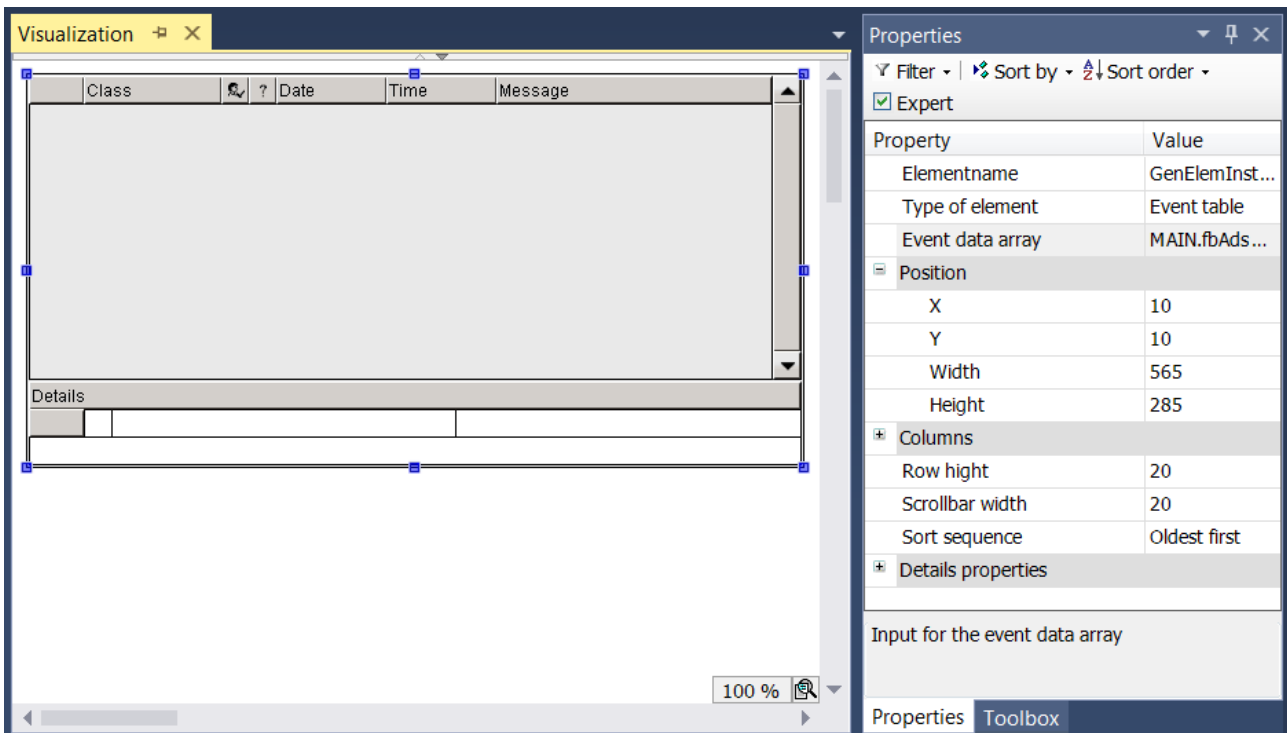 Visualization
Class ? Date Time Message
Details
100 %
Properties
Filter Sort by Sort order
Expert
Property Value
Elementname GenElemInst...
Type of element Event table
Event data array MAIN.fbAds...
Position
X 10
Y 10
Width 565
Height 285
Columns
Row hight 20
Scrollbar width 20
Sort sequence Oldest first
Details properties
Input for the event data array
Properties Toolbox